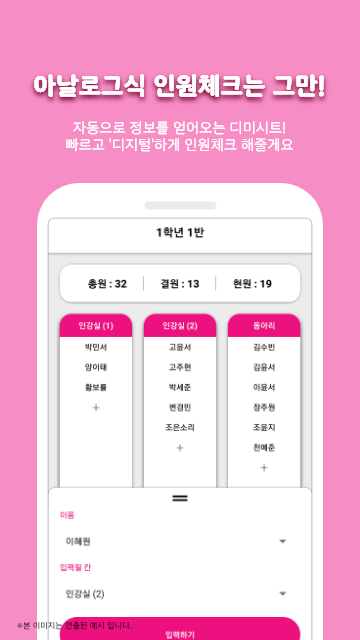 아날로그식 인원체크는 그만!
자동으로 정보를 얻어오는 디미시트!
빠르고 '디지털'하게 인원체크 해줄게요
1학년 1반
총원 : 32 결원 : 13 현원 : 19
인강실 (1) 인강실 (2) 동아리
박민서 고윤서 김수빈
양이태 고주현 김윤서
황보률 박세준 이윤서
+ 변경민 장주원
조은소리 조윤지
+ 천예준
+
이름
이혜원
입력될 칸
인강실 (2)
※본 이미지는 연출된 예시 입니다.
입력하기